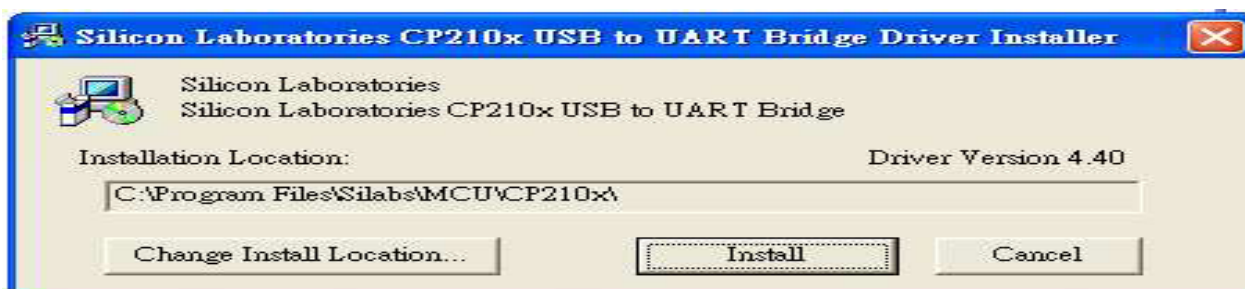 Silicon Laboratories CP210x USB to UART Bridge Driver Installer
Silicon Laboratories
Silicon Laboratories CP210x USB to UART Bridge
Installation Location: Driver Version 4.40
C:\Program Files\Silabs\MCU\CP210x\
Change Install Location... Install Cancel